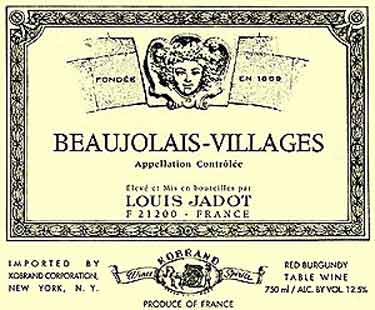 FONDÉE EN 1859
BEAUJOLAIS-VILLAGES
Appellation Contrôlée
Élevé et Mis en bouteilles par
LOUIS JADOT
F 21200 - FRANCE
IMPORTED BY
KOBRAND CORPORATION,
NEW YORK, N. Y.
KOBRAND
Wines Spirits
PRODUCE OF FRANCE
RED BURGUNDY
TABLE WINE
750 ml / ALC. BY VOL. 12.5%